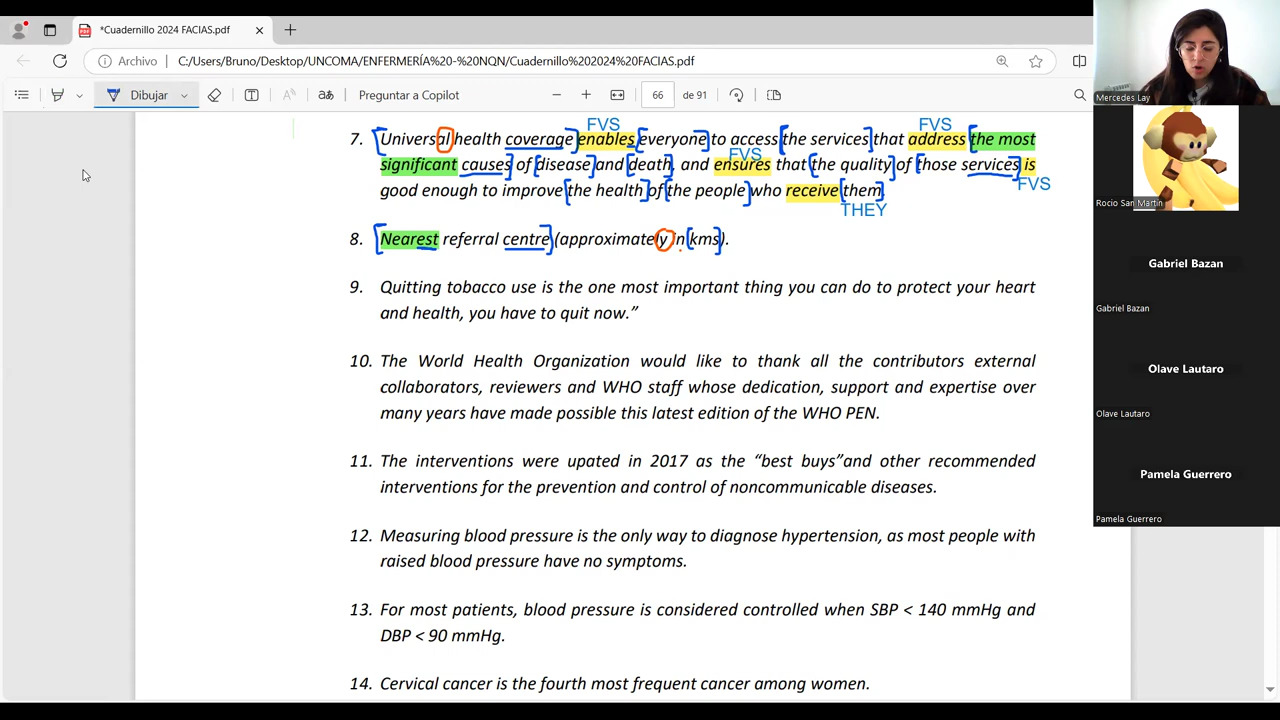 *Cuadernillo 2024 FACIAS.pdf
Archivo C:/Users/Bruno/Desktop/UNCOMA/ENFERMERÍA%20-%20NQN/Cuadernillo%202024%20FACIAS.pdf
Dibujar Preguntar a Copilot 66 de 91
FVS FVS
7. Universal health coverage enables everyone to access the services that address the most
FVS
significant causes of disease and death, and ensures that the quality of those services is
FVS
good enough to improve the health of the people who receive them.
THEY
8. Nearest referral centre (approximately in kms).
9. Quitting tobacco use is the one most important thing you can do to protect your heart
and health, you have to quit now.”
10. The World Health Organization would like to thank all the contributors external
collaborators, reviewers and WHO staff whose dedication, support and expertise over
many years have made possible this latest edition of the WHO PEN.
11. The interventions were upated in 2017 as the “best buys”and other recommended
interventions for the prevention and control of noncommunicable diseases.
12. Measuring blood pressure is the only way to diagnose hypertension, as most people with
raised blood pressure have no symptoms.
13. For most patients, blood pressure is considered controlled when SBP < 140 mmHg and
DBP < 90 mmHg.
14. Cervical cancer is the fourth most frequent cancer among women.
Mercedes Lay
Rocio San Martin
Gabriel Bazan
Gabriel Bazan
Olave Lautaro
Olave Lautaro
Pamela Guerrero
Pamela Guerrero